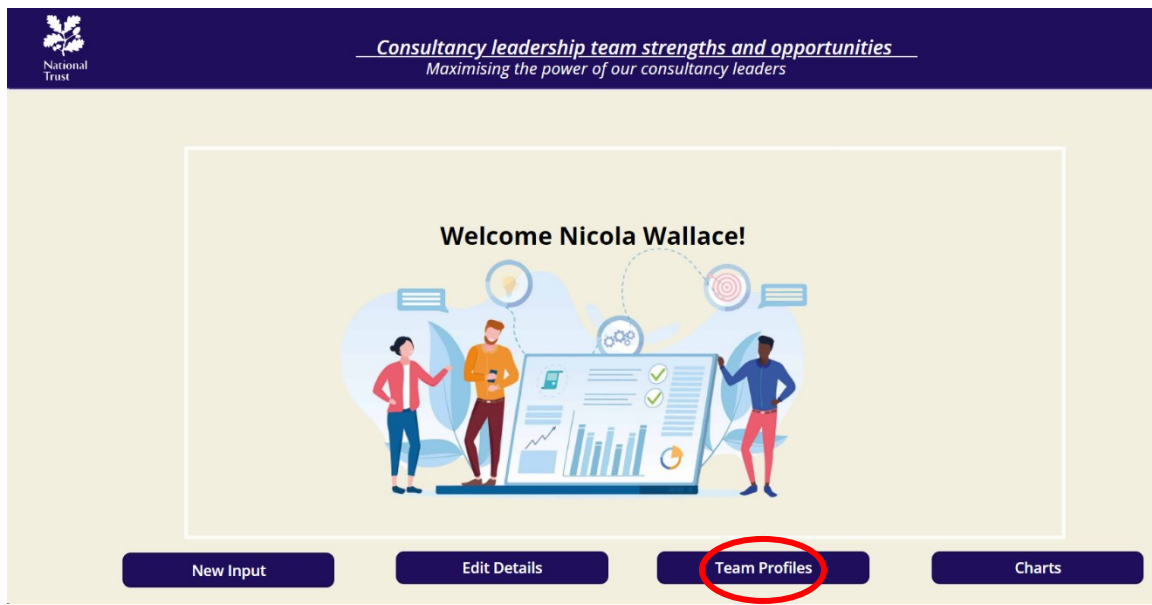 National
Trust
Consultancy leadership team strengths and opportunities
Maximising the power of our consultancy leaders
Welcome Nicola Wallace!
New Input
Edit Details
Team Profiles
Charts